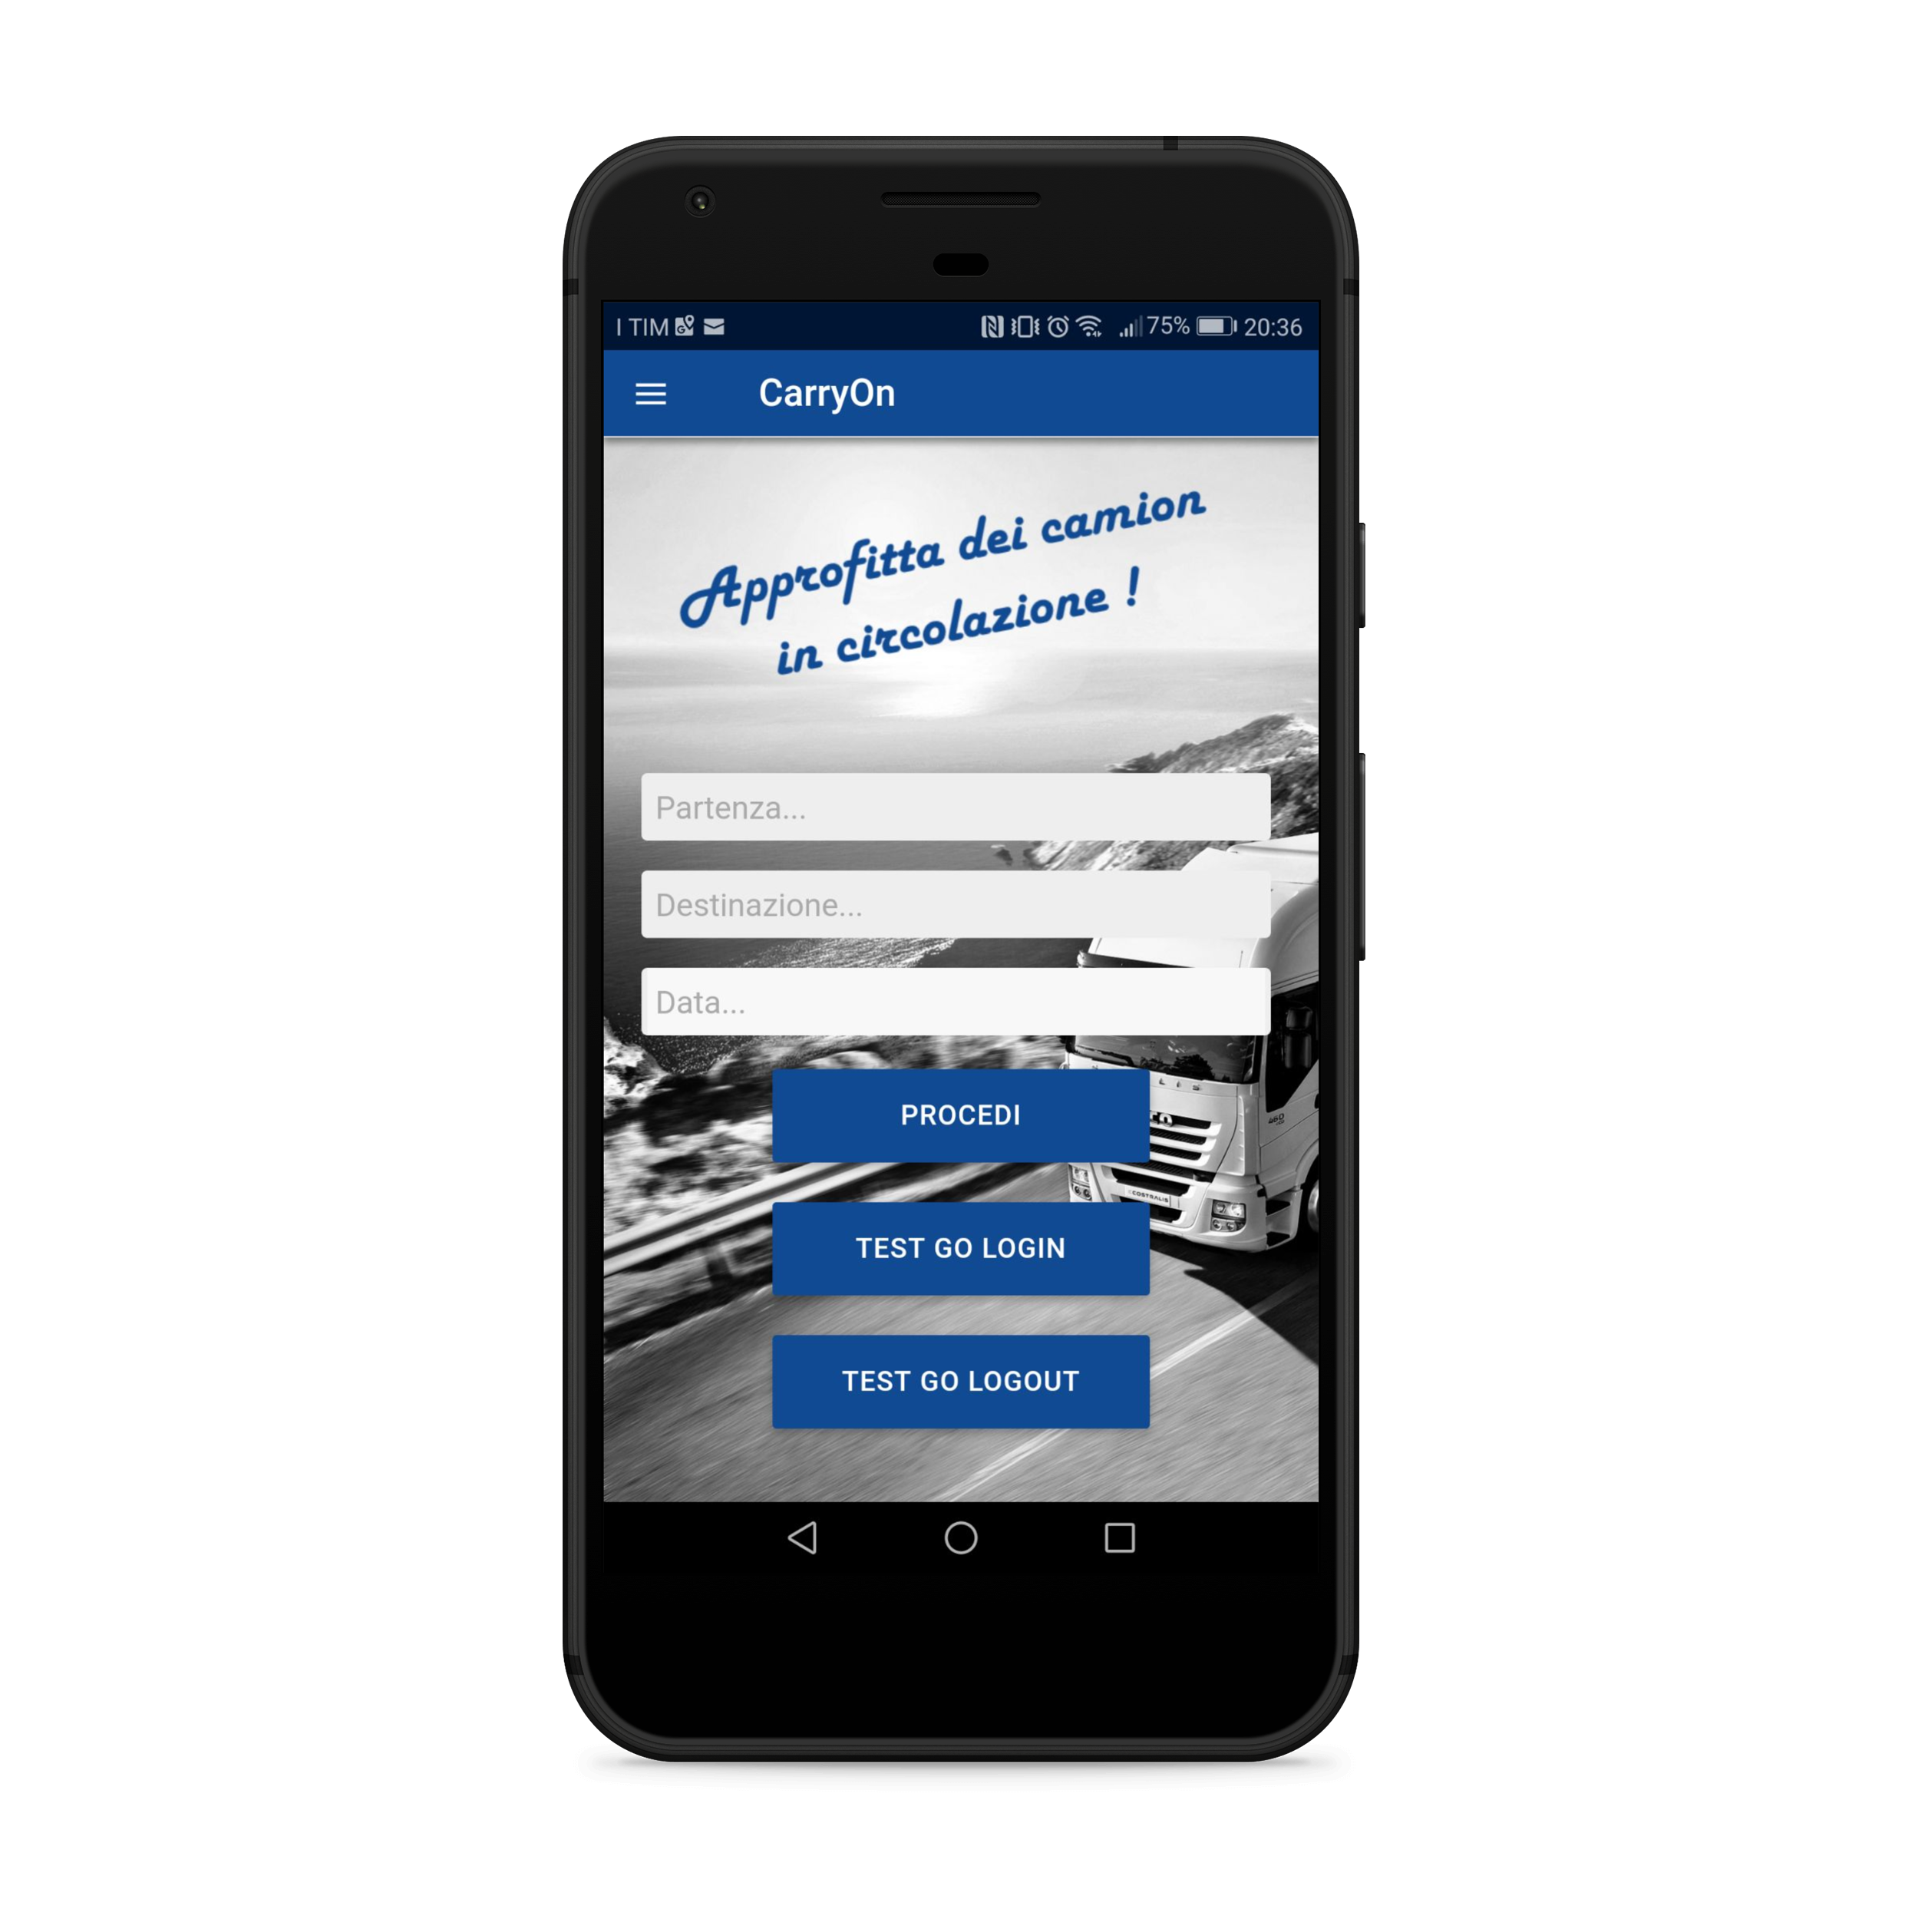 I TIM 75% 20:36
CarryOn
Approfitta dei camion
in circolazione !
Partenza...
Destinazione...
Data...
PROCEDI
TEST GO LOGIN
TEST GO LOGOUT